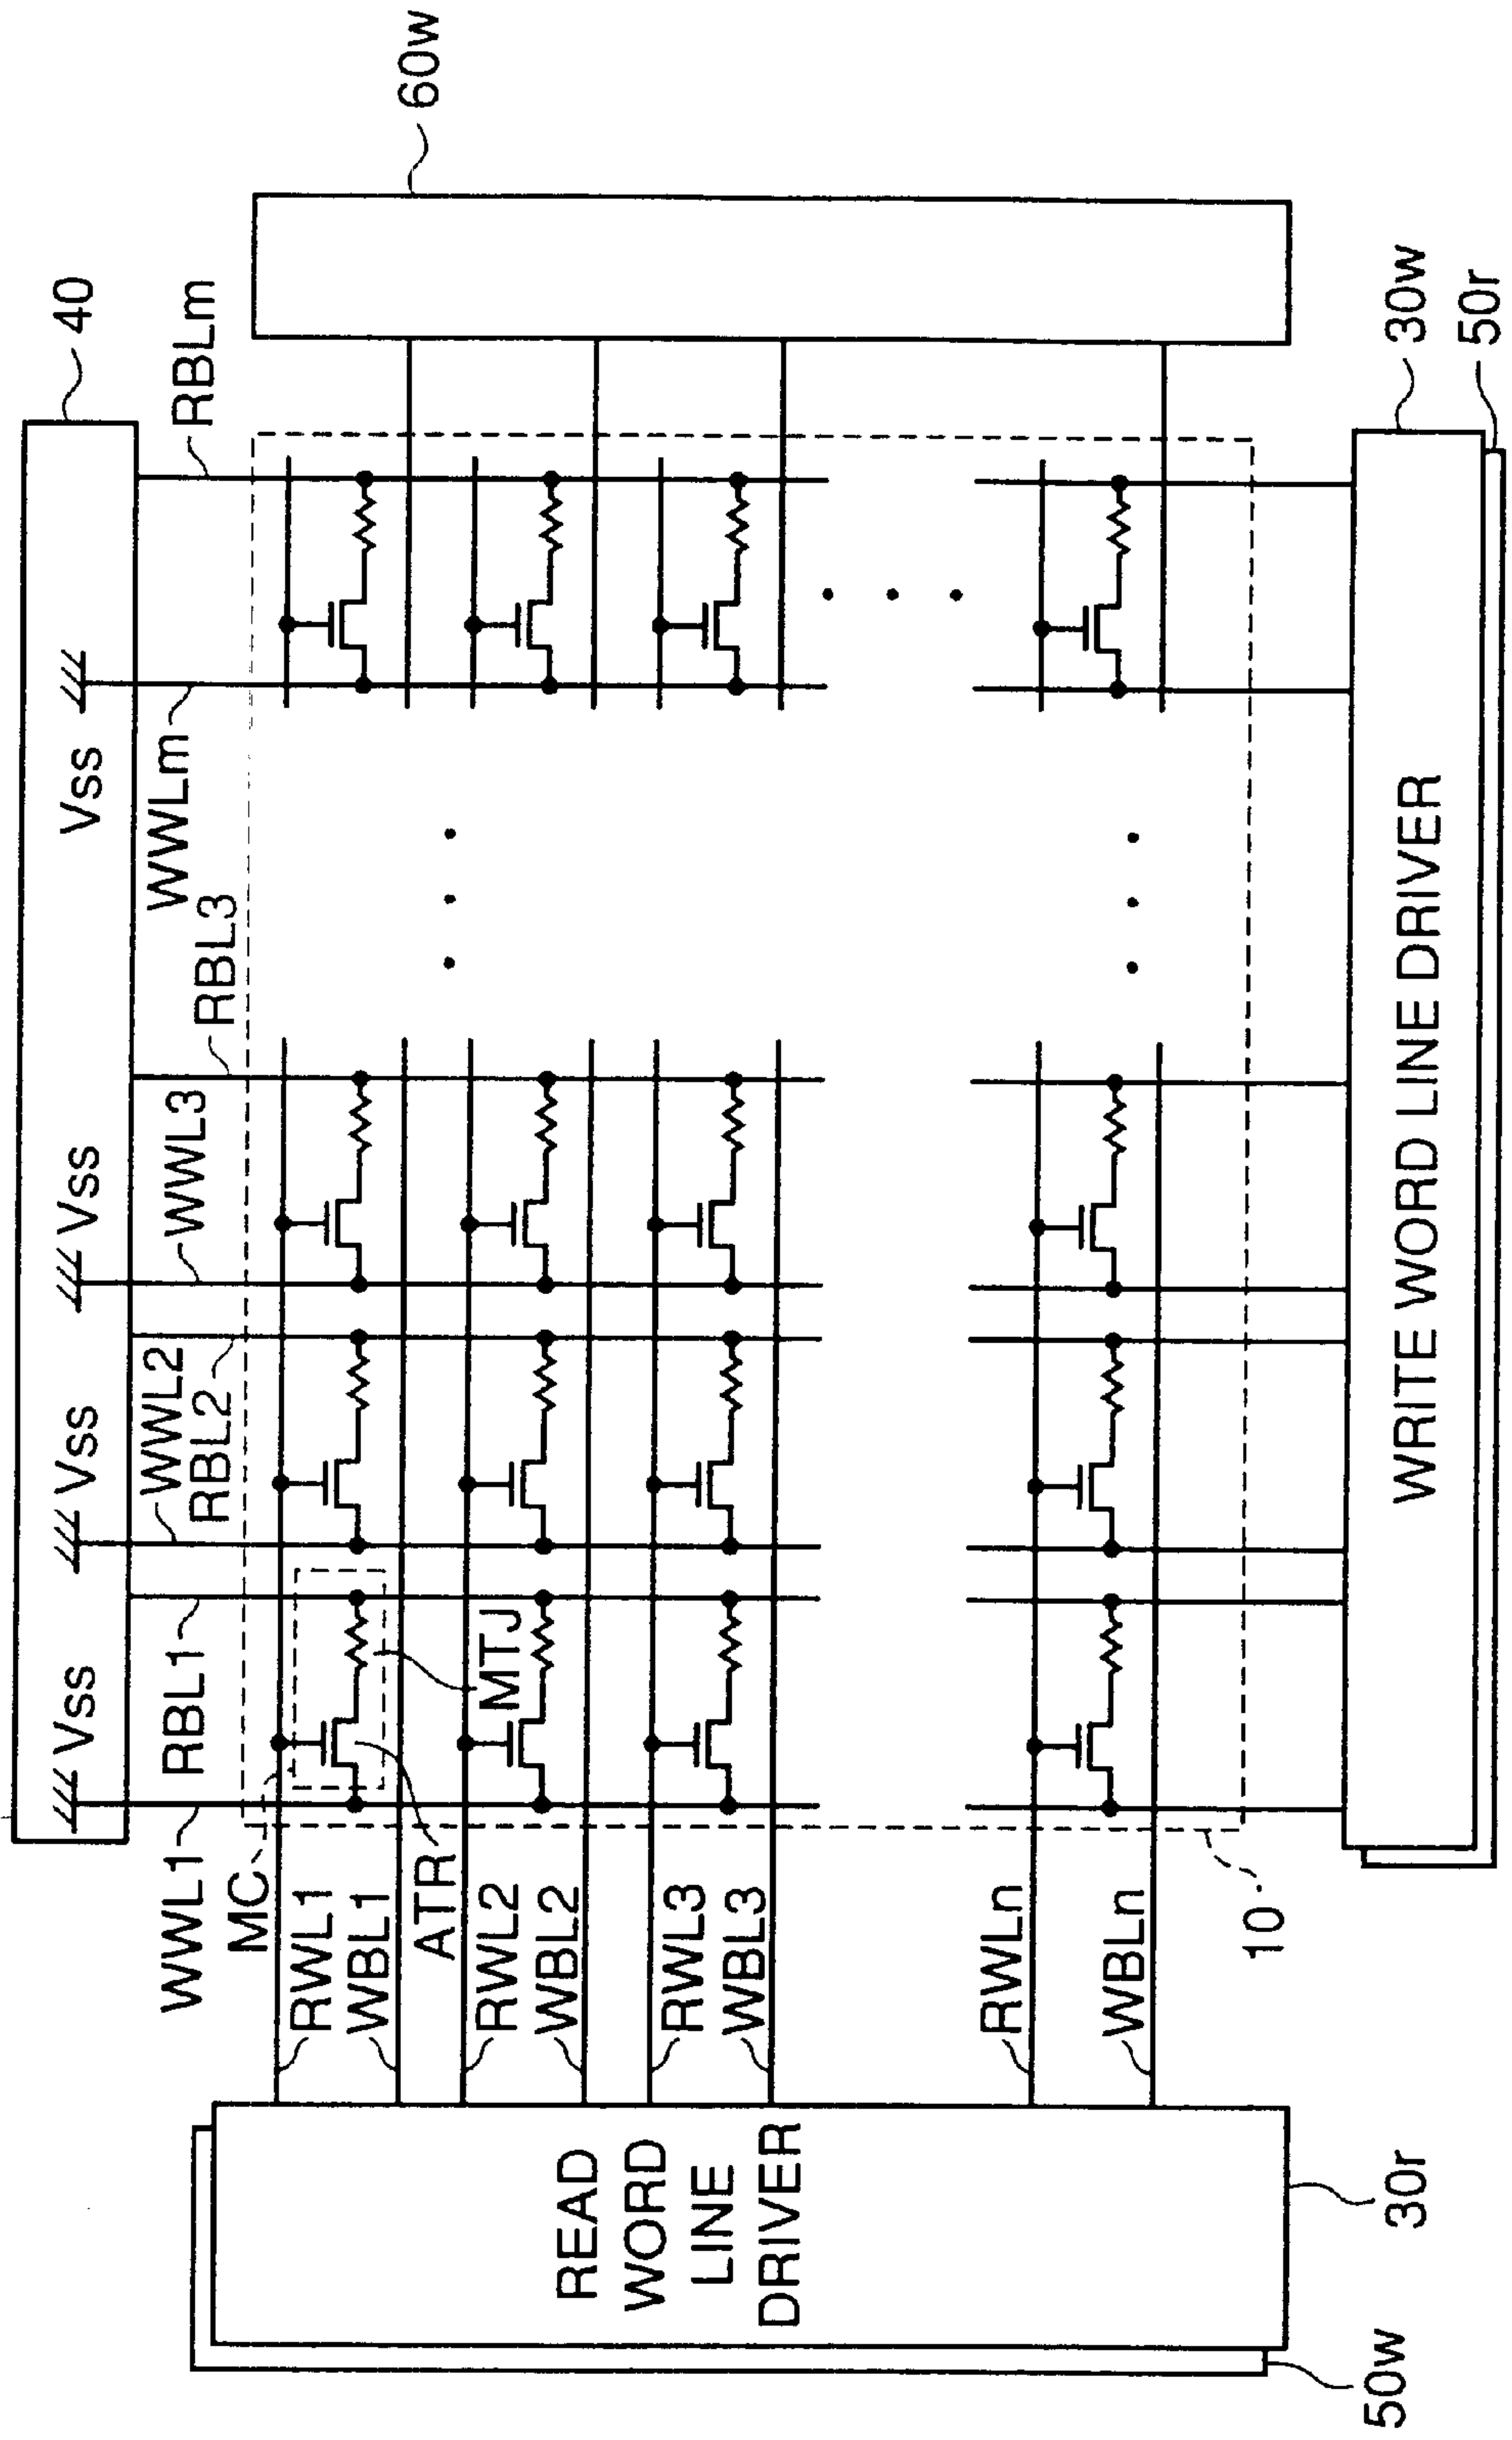 40
Vss
Vss
Vss
Vss
WWL1
RBL1
WWL2
RBL2
WWL3
RBL3
WWLm
RBLm
60w
MC
RWL1
WBL1
ATR
MTJ
RWL2
WBL2
RWL3
WBL3
READ
WORD
LINE
DRIVER
RWLn
WBLn
10
50w
30r
WRITE WORD LINE DRIVER
30w
50r